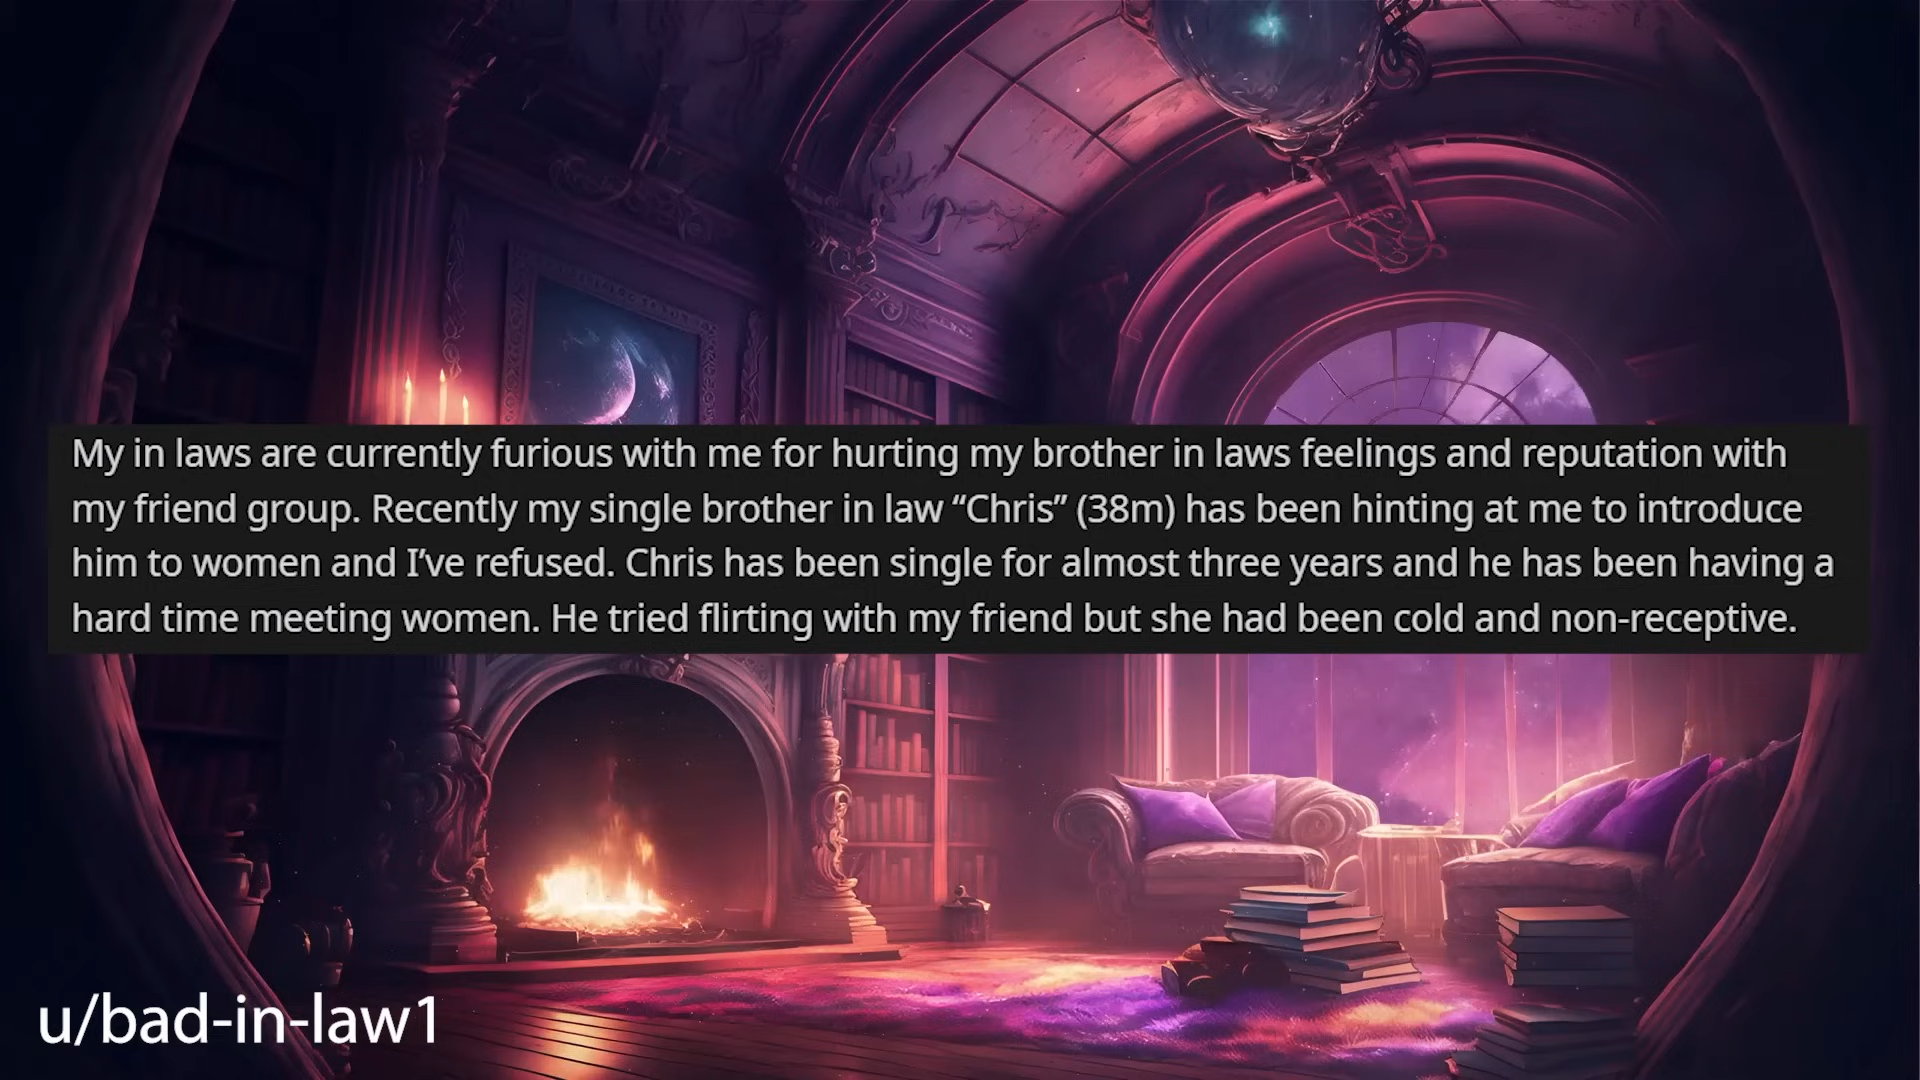 My in laws are currently furious with me for hurting my brother in laws feelings and reputation with
my friend group. Recently my single brother in law “Chris” (38m) has been hinting at me to introduce
him to women and I’ve refused. Chris has been single for almost three years and he has been having a
hard time meeting women. He tried flirting with my friend but she had been cold and non-receptive.
u/bad-in-law1